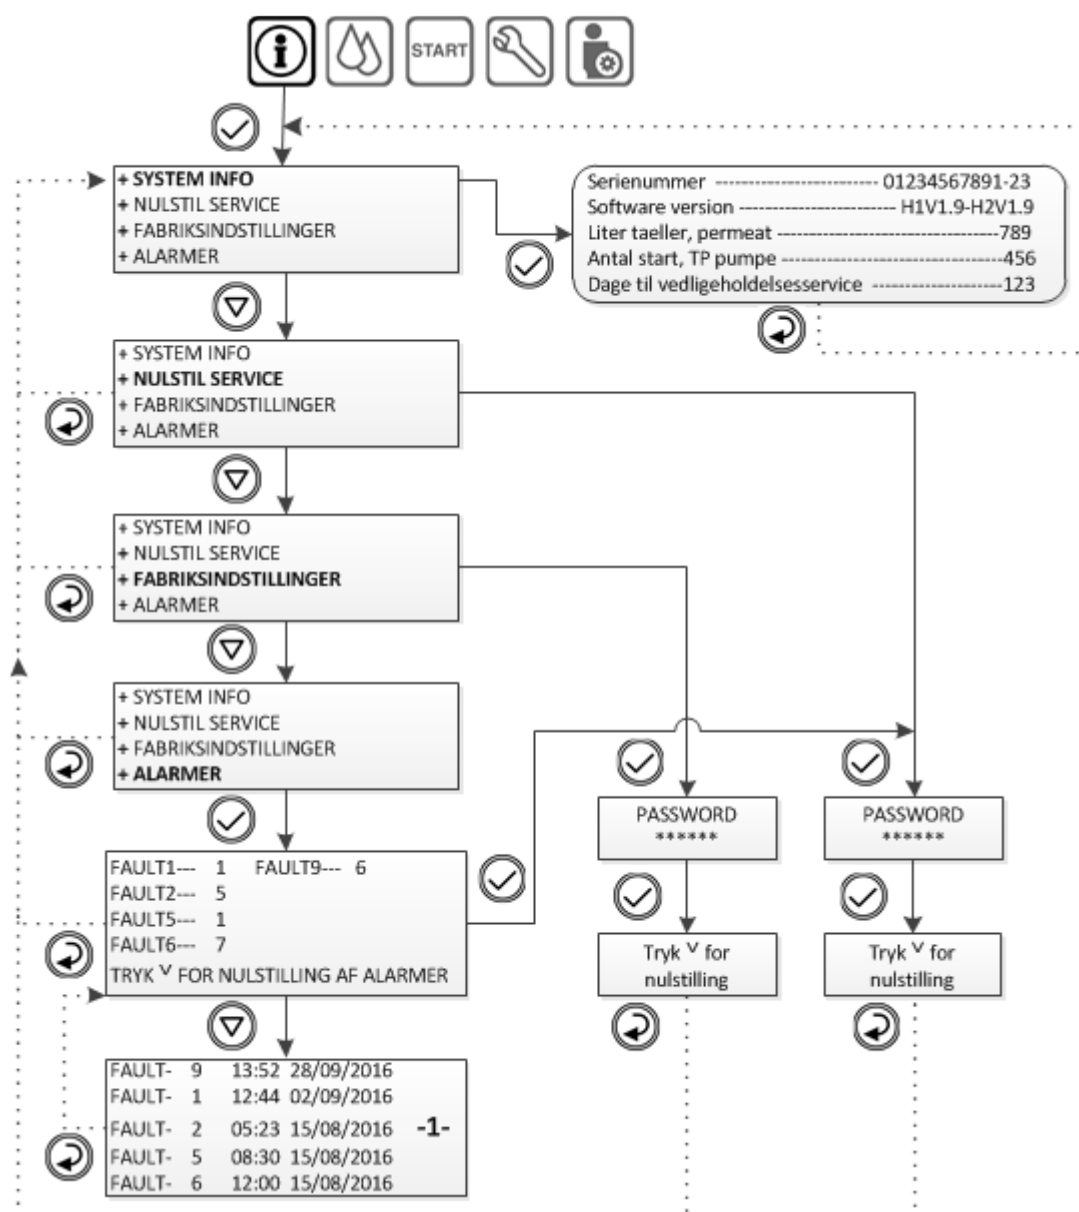 START
+ SYSTEM INFO
+ NULSTIL SERVICE
+ FABRIKSINDSTILLINGER
+ ALARMER
Serienummer ------------------------- 01234567891-23
Software version ------------------------ H1V1.9-H2V1.9
Liter taeller, permeat ----------------------------------789
Antal start, TP pumpe ----------------------------------456
Dage til vedligeholdelsesservice --------------------123
+ SYSTEM INFO
+ NULSTIL SERVICE
+ FABRIKSINDSTILLINGER
+ ALARMER
+ SYSTEM INFO
+ NULSTIL SERVICE
+ FABRIKSINDSTILLINGER
+ ALARMER
+ SYSTEM INFO
+ NULSTIL SERVICE
+ FABRIKSINDSTILLINGER
+ ALARMER
PASSWORD
******
PASSWORD
******
FAULT1--- 1 FAULT9--- 6
FAULT2--- 5
FAULT5--- 1
FAULT6--- 7
TRYK ˅ FOR NULSTILLING AF ALARMER
Tryk ˅ for
nulstilling
Tryk ˅ for
nulstilling
FAULT- 9 13:52 28/09/2016
FAULT- 1 12:44 02/09/2016
FAULT- 2 05:23 15/08/2016 -1-
FAULT- 5 08:30 15/08/2016
FAULT- 6 12:00 15/08/2016